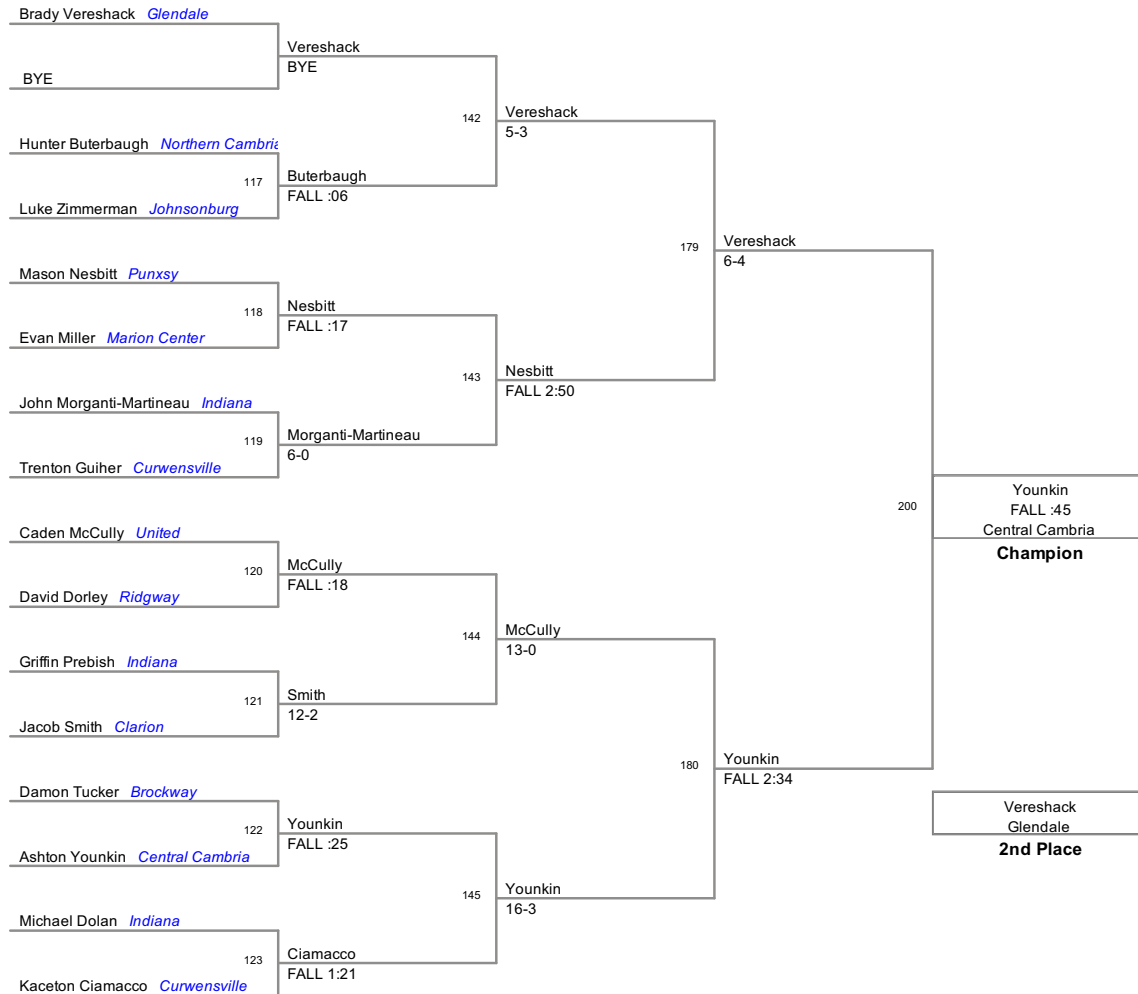 Brady Vereshack Glendale
Vereshack
BYE
BYE
142
Vereshack
5-3
Hunter Buterbaugh Northern Cambria
117
Buterbaugh
FALL :06
Luke Zimmerman Johnsonburg
179
Vereshack
6-4
Mason Nesbitt Punxsy
118
Nesbitt
FALL :17
Evan Miller Marion Center
143
Nesbitt
FALL 2:50
John Morganti-Martineau Indiana
119
Morganti-Martineau
6-0
Trenton Guiher Curwensville
200
Younkin
FALL :45
Central Cambria
Champion
Caden McCully United
120
McCully
FALL :18
David Dorley Ridgway
144
McCully
13-0
Griffin Prebish Indiana
121
Smith
12-2
Jacob Smith Clarion
180
Younkin
FALL 2:34
Damon Tucker Brockway
122
Younkin
FALL :25
Ashton Younkin Central Cambria
Vereshack
Glendale
2nd Place
145
Younkin
16-3
Michael Dolan Indiana
123
Ciamacco
FALL 1:21
Kaceton Ciamacco Curwensville